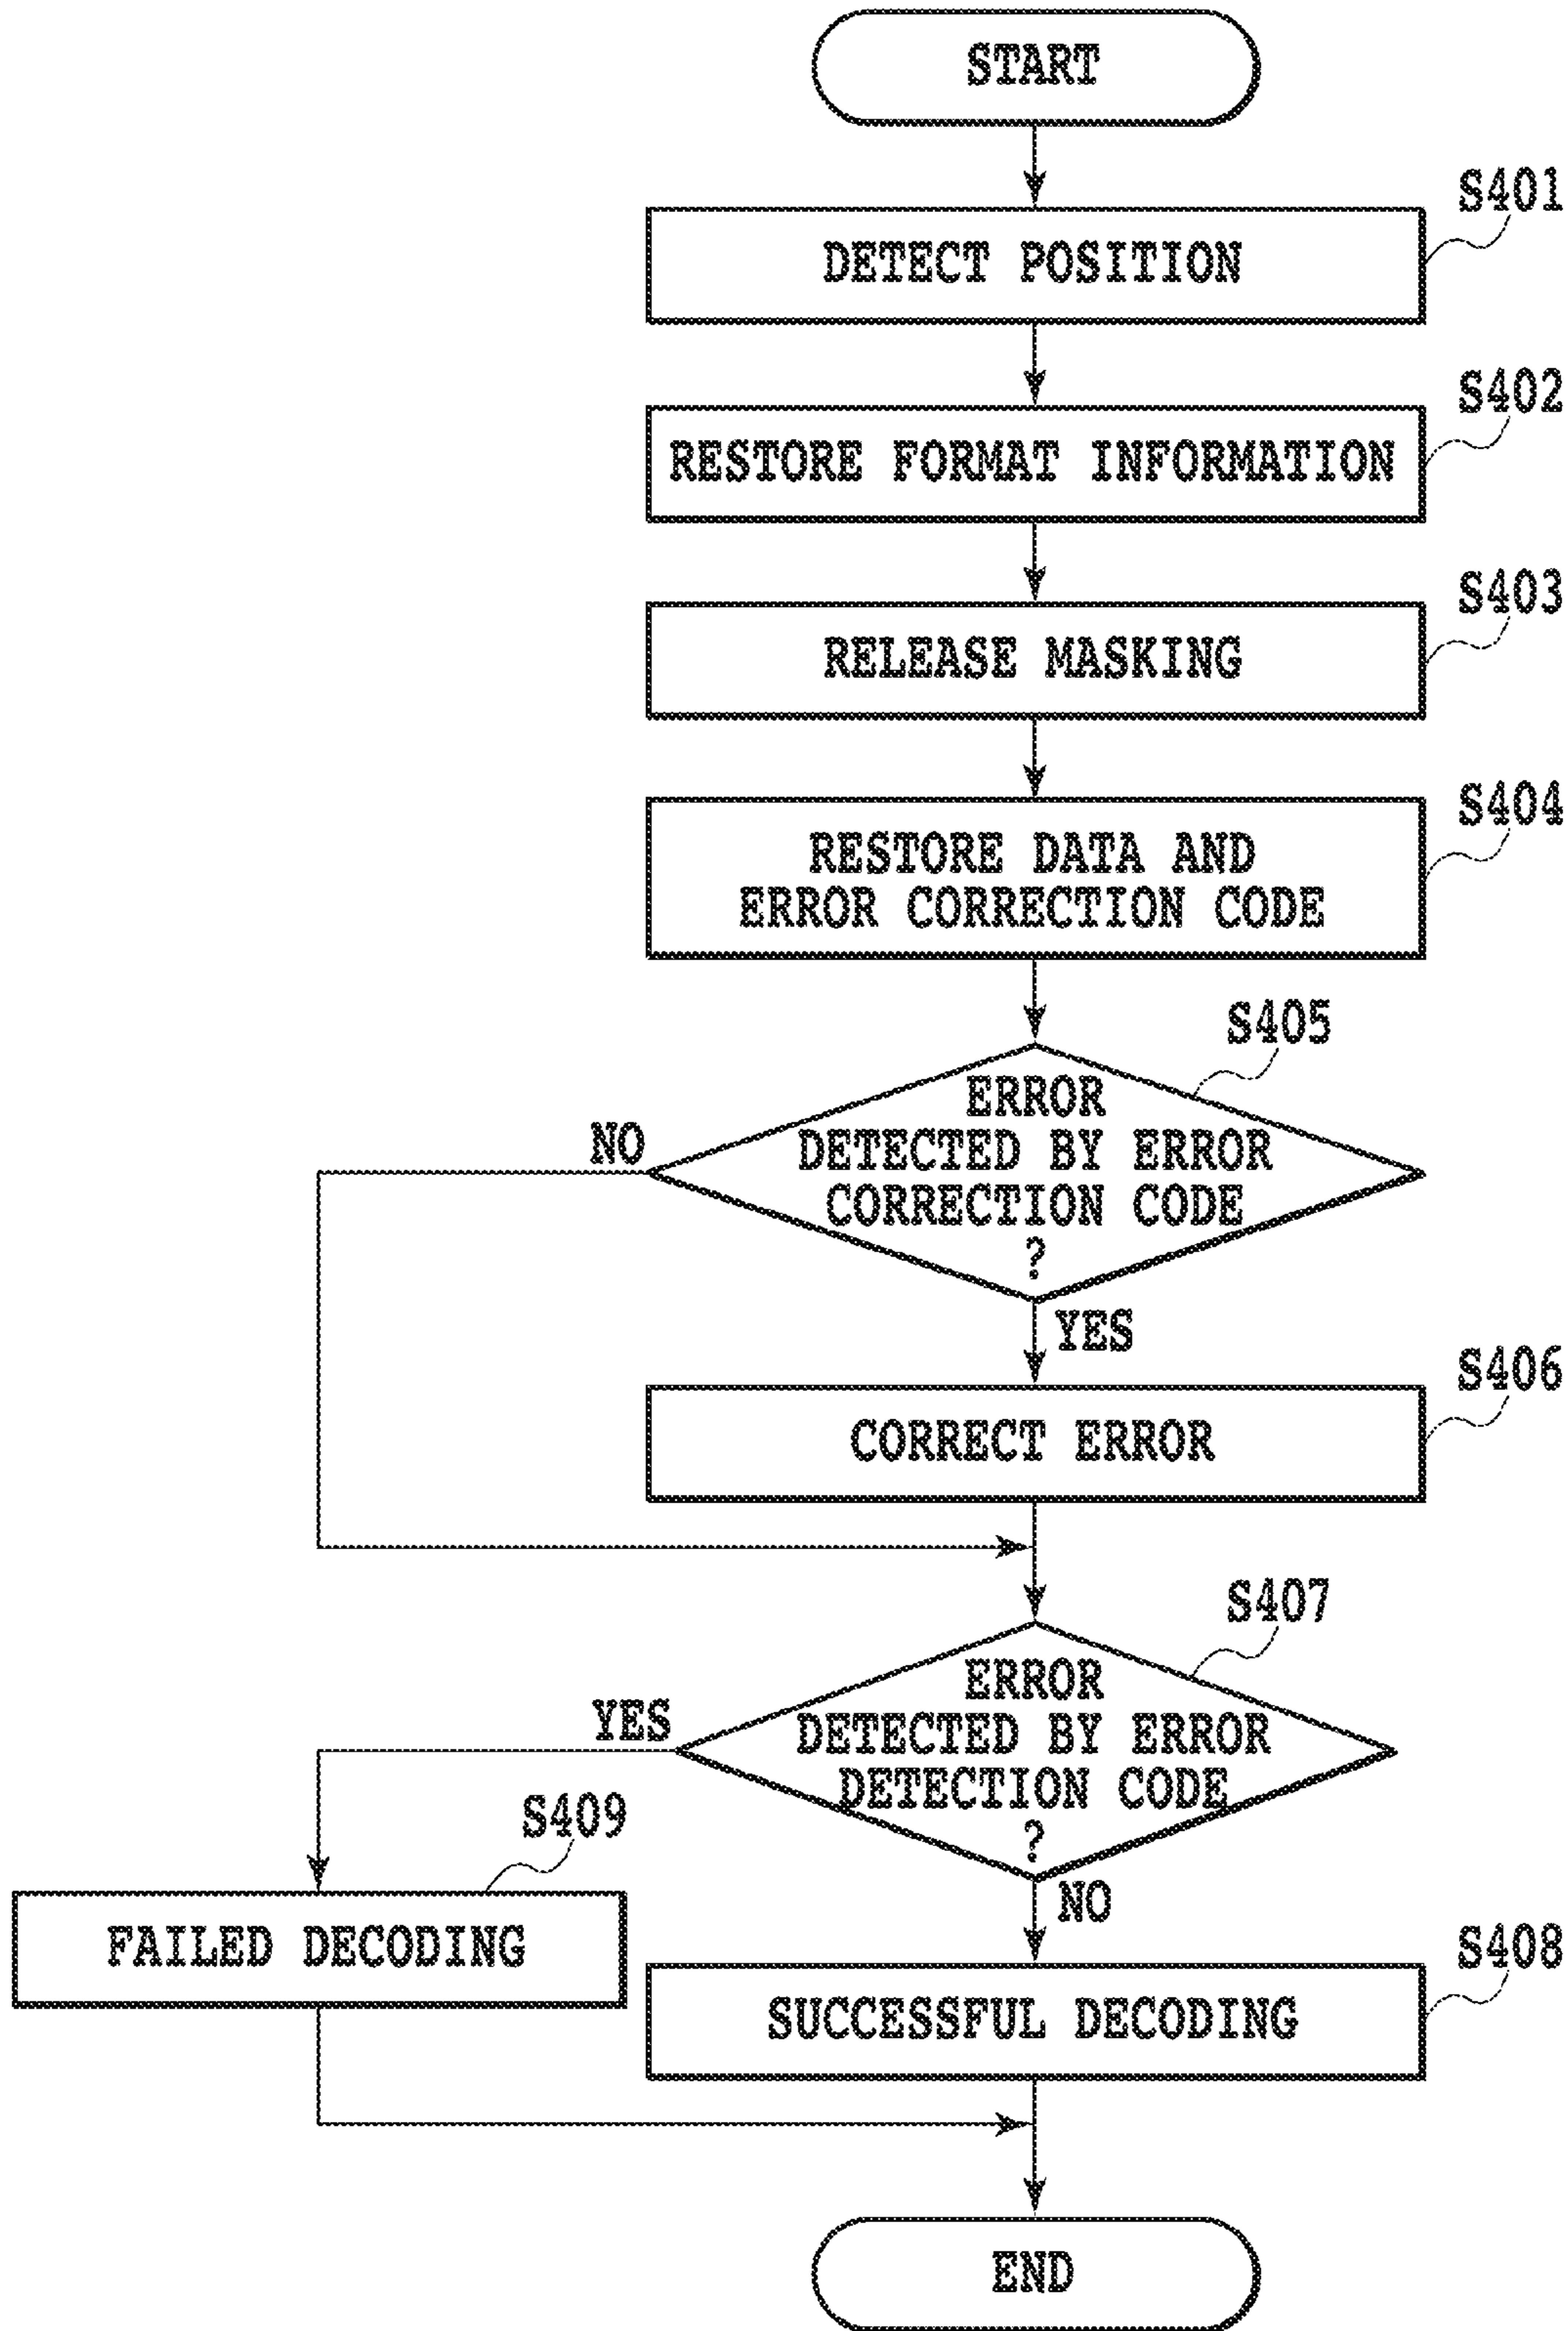 START
S401
DETECT POSITION
S402
RESTORE FORMAT INFORMATION
S403
RELEASE MASKING
S404
RESTORE DATA AND
ERROR CORRECTION CODE
S405
ERROR
DETECTED BY ERROR
CORRECTION CODE
?
NO
YES
S406
CORRECT ERROR
S407
ERROR
DETECTED BY ERROR
DETECTION CODE
?
YES
NO
S409
FAILED DECODING
S408
SUCCESSFUL DECODING
END